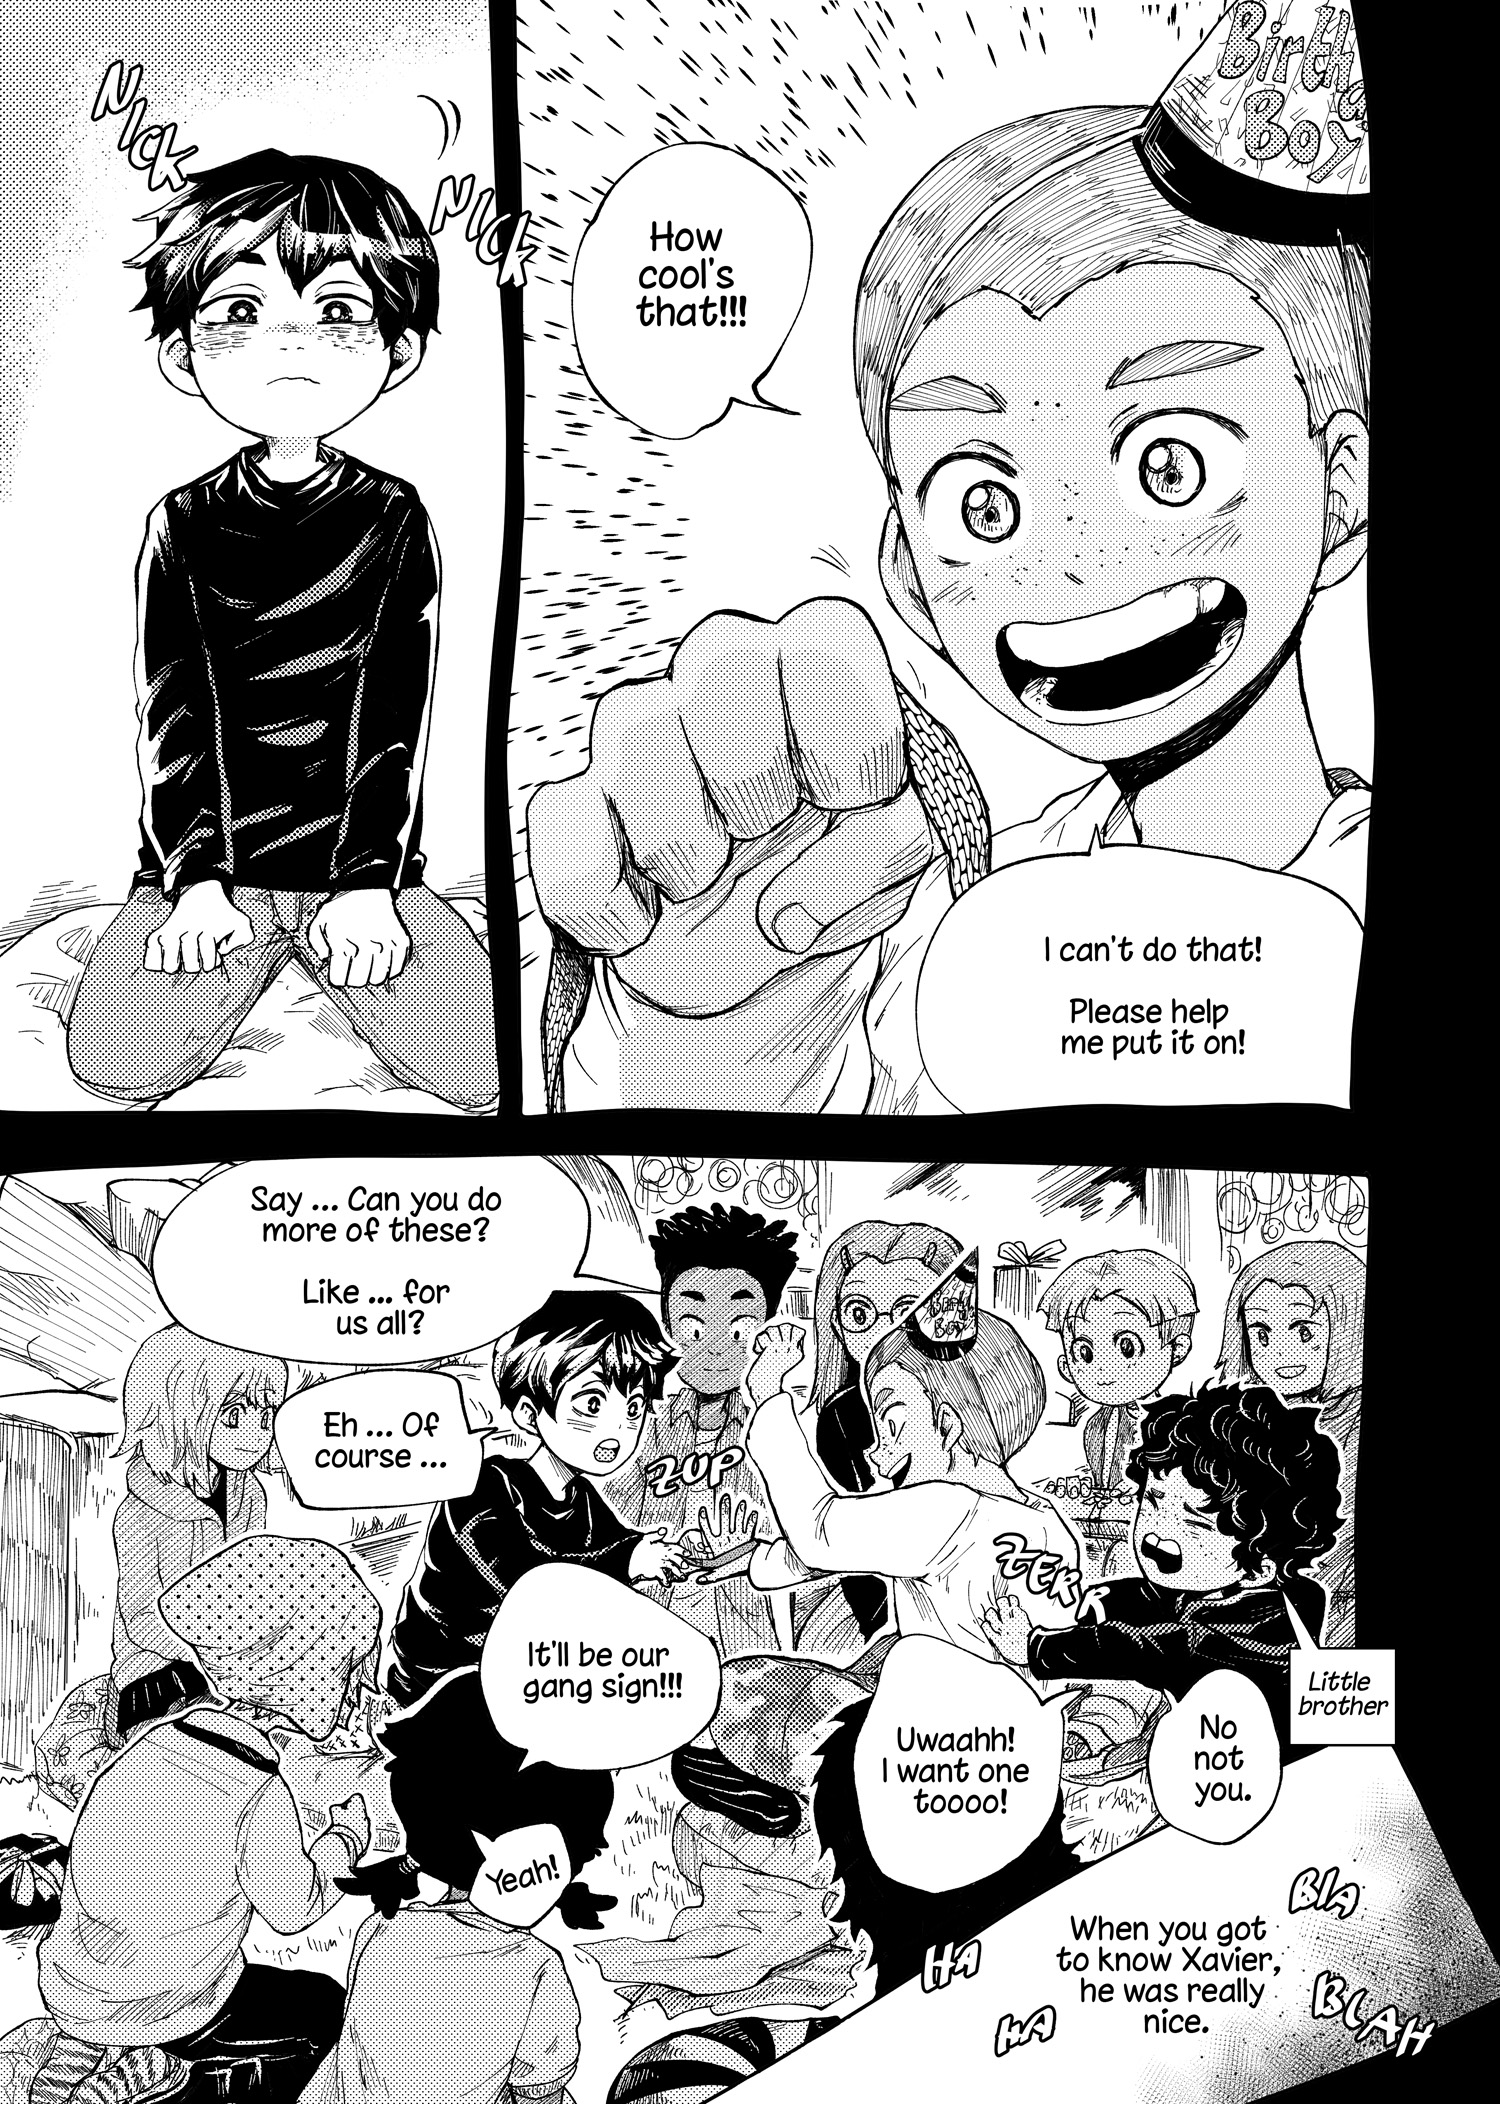 NICK
NICK
Birthda
Boy
How
cool's
that!!!
I can't do that!
Please help
me put it on!
Say ... Can you do
more of these?
Like ... for
us all?
Eh ... Of
course ...
Boy
ZUP
ZERR
It'll be our
gang sign!!!
Little
brother
No
not
you.
Uwaahh!
I want one
toooo!
Yeah!
When you got
to know Xavier,
he was really
nice.
HA
HA
BLA
BLAH